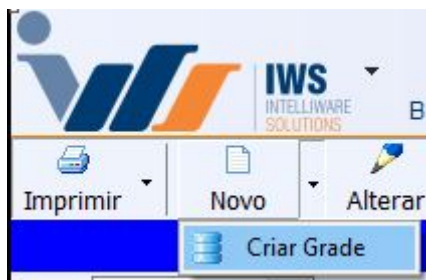 IWS
INTELLIWARE
SOLUTIONS
B
Imprimir Novo Alterar
Criar Grade